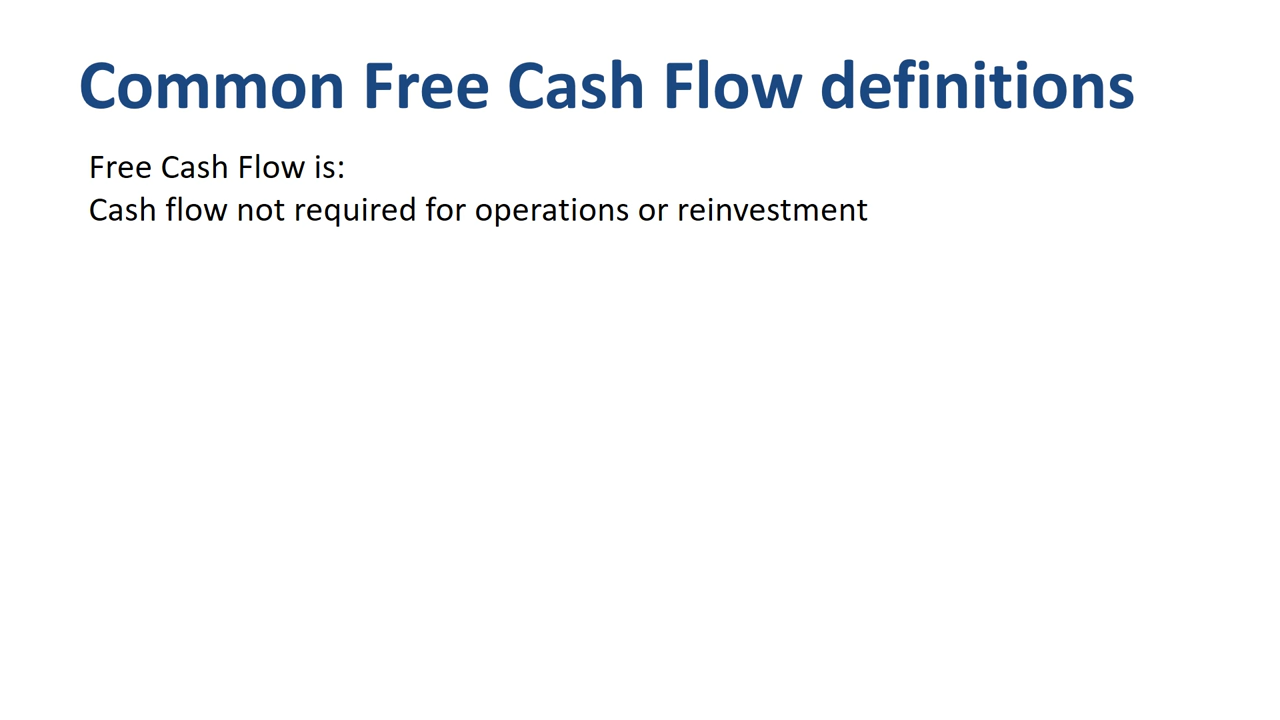 Common Free Cash Flow definitions
Free Cash Flow is:
Cash flow not required for operations or reinvestment